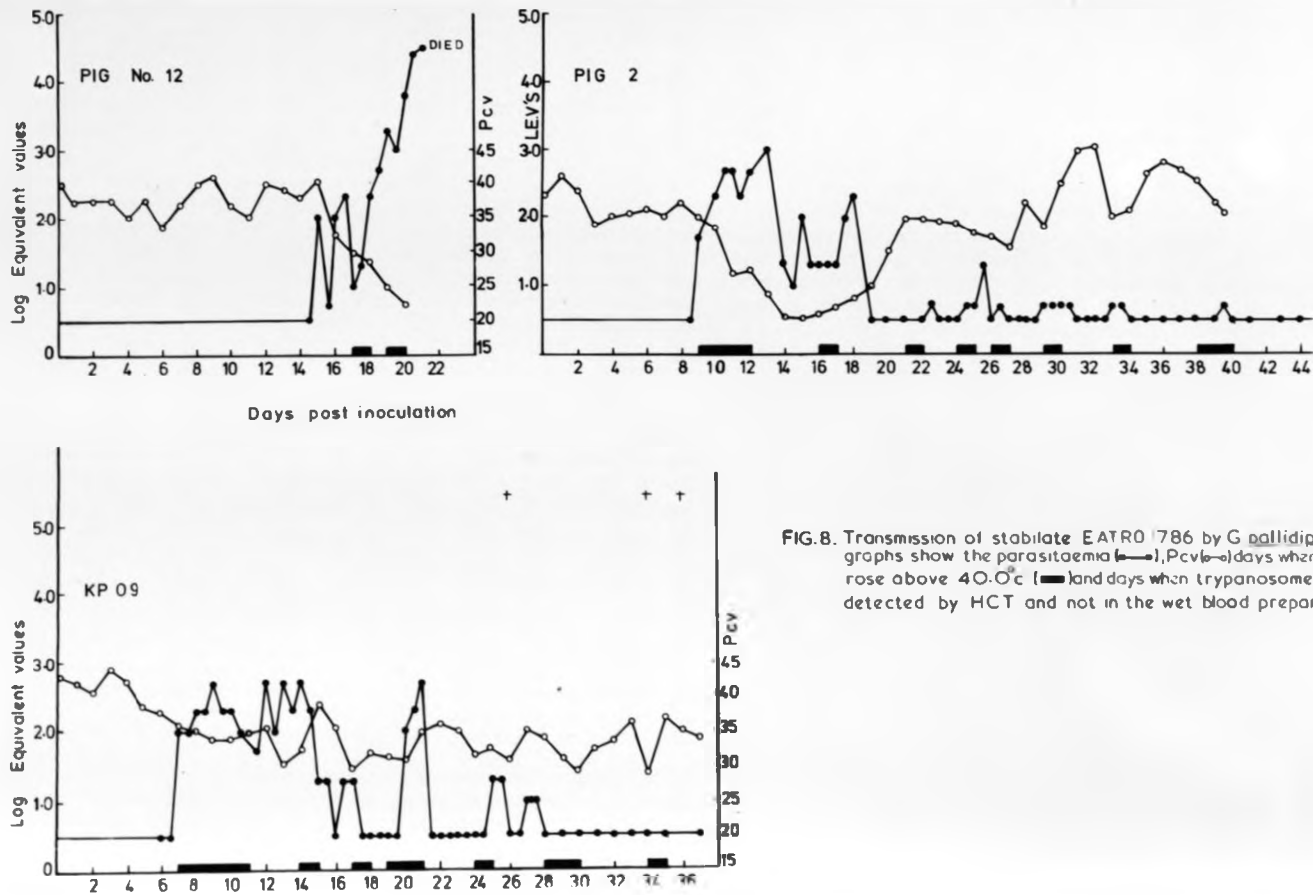 5.0
4.0
3.0
2.0
1.0
0
Log Equivalent values
PIG No. 12
DIED
Pcv
45
40
35
30
25
20
15
2 4 6 8 10 12 14 16 18 20 22
Days post inoculation
5.0
4.0
3.0
2.0
1.0
L.E.V'S
PIG 2
2 4 6 8 10 12 14 16 18 20 22 24 26 28 30 32 34 36 38 40 42 44
5.0
4.0
3.0
2.0
1.0
0
Log Equivalent values
KP 09
† † †
Pcv
45
40
35
30
25
20
15
2 4 6 8 10 12 14 16 18 20 22 24 26 28 30 32 34 36
FIG.8. Transmission of stabilate EATRO 1786 by G pallidip
graphs show the parasitaemia (●—●), Pcv(o—o) days when
rose above 40.0°c (▬) and days when trypanosome
detected by HCT and not in the wet blood prepar